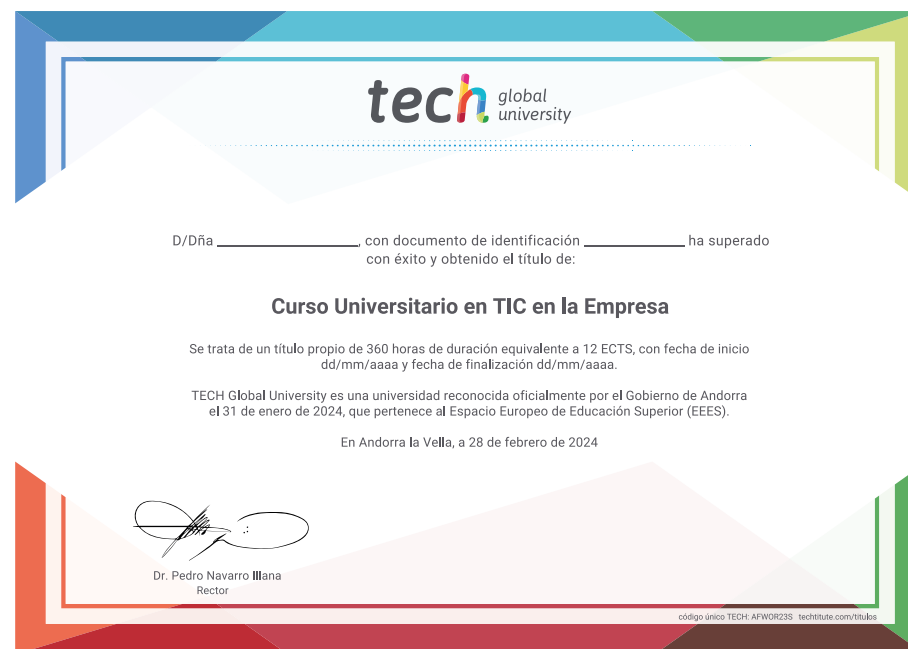 tech global university
D/Dña ____________________, con documento de identificación ______________ ha superado
con éxito y obtenido el título de:
Curso Universitario en TIC en la Empresa
Se trata de un título propio de 360 horas de duración equivalente a 12 ECTS, con fecha de inicio
dd/mm/aaaa y fecha de finalización dd/mm/aaaa.
TECH Global University es una universidad reconocida oficialmente por el Gobierno de Andorra
el 31 de enero de 2024, que pertenece al Espacio Europeo de Educación Superior (EEES).
En Andorra la Vella, a 28 de febrero de 2024
Dr. Pedro Navarro Illana
Rector
código único TECH: AFWOR23S techtitute.com/titulos